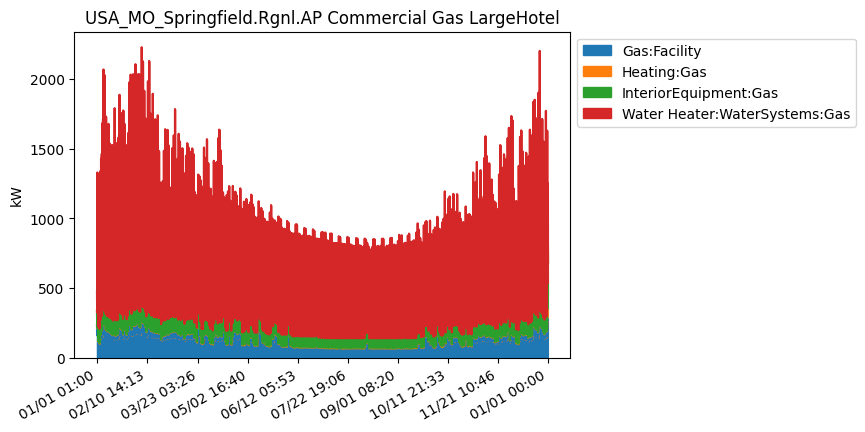 USA_MO_Springfield.Rgnl.AP Commercial Gas LargeHotel
kW
2000
1500
1000
500
0
01/01 01:00
02/10 14:13
03/23 03:26
05/02 16:40
06/12 05:53
07/22 19:06
09/01 08:20
10/11 21:33
11/21 10:46
01/01 00:00
Gas:Facility
Heating:Gas
InteriorEquipment:Gas
Water Heater:WaterSystems:Gas